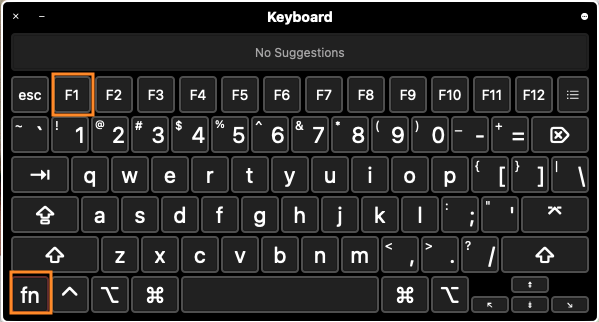 Keyboard
No Suggestions
esc F1 F2 F3 F4 F5 F6 F7 F8 F9 F10 F11 F12
~ ` ! 1 @ 2 # 3 $ 4 % 5 ^ 6 & 7 * 8 ( 9 ) 0 _ - + =
q w e r t y u i o p { [ } ] | \
a s d f g h j k l : ; " '
z x c v b n m < , > . ? /
fn ^ ⌥ ⌘ ⌘ ⌥